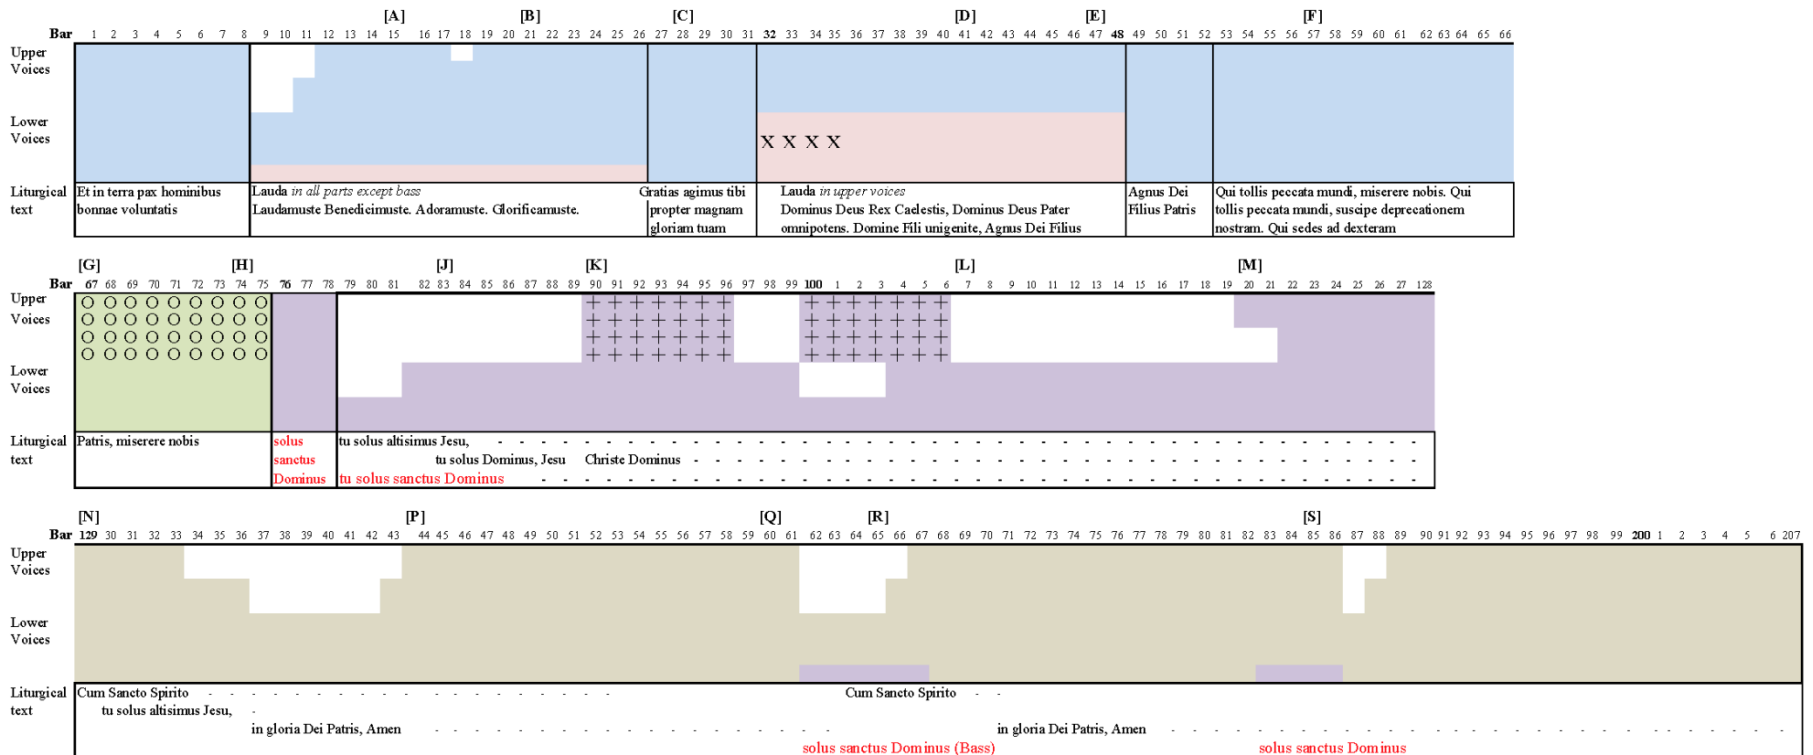 [A] [B] [C] [D] [E] [F]
Bar 1 2 3 4 5 6 7 8 9 10 11 12 13 14 15 16 17 18 19 20 21 22 23 24 25 26 27 28 29 30 31 32 33 34 35 36 37 38 39 40 41 42 43 44 45 46 47 48 49 50 51 52 53 54 55 56 57 58 59 60 61 62 63 64 65 66
Upper
Voices
Lower
Voices
X X X X
Liturgical
text
Et in terra pax hominibus
bonnae voluntatis
Lauda in all parts except bass
Laudamuste Benedicimuste. Adoramuste. Glorificamuste.
Gratias agimus tibi
propter magnam
gloriam tuam
Lauda in upper voices
Dominus Deus Rex Caelestis, Dominus Deus Pater
omnipotens. Domine Fili unigenite, Agnus Dei Filius
Agnus Dei
Filius Patris
Qui tollis peccata mundi, miserere nobis. Qui
tollis peccata mundi, suscipe deprecationem
nostram. Qui sedes ad dexteram
[G] [H] [J] [K] [L] [M]
Bar 67 68 69 70 71 72 73 74 75 76 77 78 79 80 81 82 83 84 85 86 87 88 89 90 91 92 93 94 95 96 97 98 99 100 1 2 3 4 5 6 7 8 9 10 11 12 13 14 15 16 17 18 19 20 21 22 23 24 25 26 27 128
Upper
Voices
O O O O O O O O O + + + + + + + + + + + + + +
O O O O O O O O O + + + + + + + + + + + + + +
O O O O O O O O O + + + + + + + + + + + + + +
O O O O O O O O O + + + + + + + + + + + + + +
Lower
Voices
Liturgical
text
Patris, miserere nobis
solus
sanctus
Dominus
tu solus altisimus Jesu, - - - - - - - - - - - - - - - - - - - - - - - - - - - - - - - - - - - - - - - - - -
tu solus Dominus, Jesu Christe Dominus - - - - - - - - - - - - - - - - - - - - - - - - - - - - - - - - - -
tu solus sanctus Dominus - - - - - - - - - - - - - - - - - - - - - - - - - - - - - - - - - - - - - - - -
[N] [P] [Q] [R] [S]
Bar 129 30 31 32 33 34 35 36 37 38 39 40 41 42 43 44 45 46 47 48 49 50 51 52 53 54 55 56 57 58 59 60 61 62 63 64 65 66 67 68 69 70 71 72 73 74 75 76 77 78 79 80 81 82 83 84 85 86 87 88 89 90 91 92 93 94 95 96 97 98 99 200 1 2 3 4 5 6 207
Upper
Voices
Lower
Voices
Liturgical
text
Cum Sancto Spirito - - - - - - - - - - - - - - - - - - - Cum Sancto Spirito - -
tu solus altisimus Jesu, -
in gloria Dei Patris, Amen - - - - - - - - - - - - - - - - - - - in gloria Dei Patris, Amen - - - - - - - - - - - - - - - - - - - - - - - - - - - - -
solus sanctus Dominus (Bass) solus sanctus Dominus